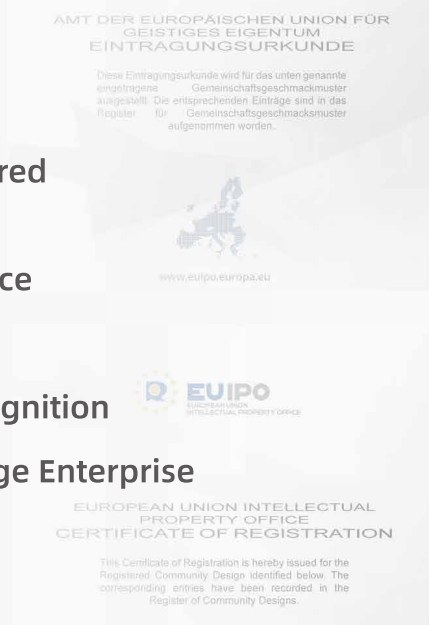 AMT DER EUROPÄISCHEN UNION FÜR
GEISTIGES EIGENTUM
EINTRAGUNGSURKUNDE
Diese Eintragungsurkunde wird für das unten genannte
eingetragene Gemeinschaftsgeschmackmuster
ausgestellt. Die entsprechenden Einträge sind in das
Register für Gemeinschaftsgeschmacksmuster
aufgenommen worden.
red
www.euipo.europa.eu
ce
EUIPO
EUROPEAN UNION
INTELLECTUAL PROPERTY OFFICE
gnition
ge Enterprise
EUROPEAN UNION INTELLECTUAL
PROPERTY OFFICE
CERTIFICATE OF REGISTRATION
This Certificate of Registration is hereby issued for the
Registered Community Design identified below. The
corresponding entries have been recorded in the
Register of Community Designs.